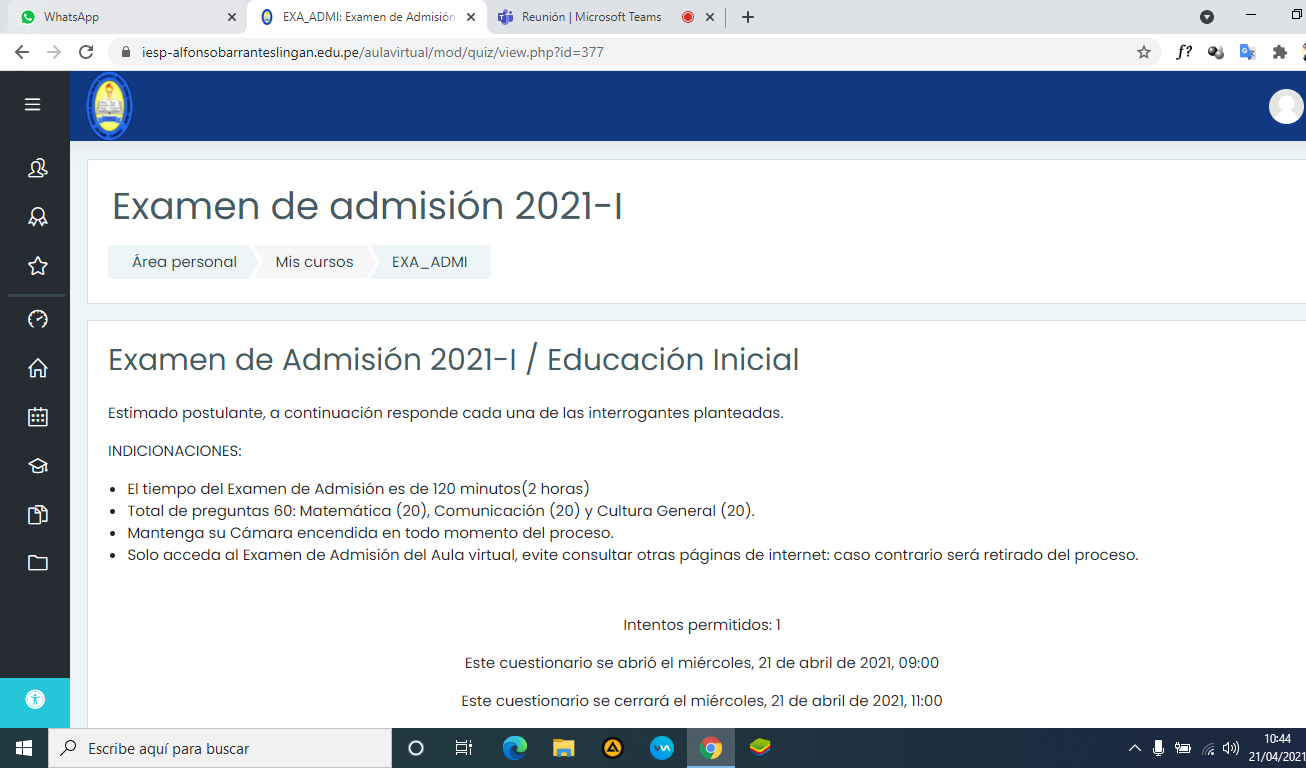 WhatsApp
EXA_ADMI: Examen de Admisión
Reunión | Microsoft Teams
iesp-alfonsobarranteslingan.edu.pe/aulavirtual/mod/quiz/view.php?id=377
f?
Examen de admisión 2021-I
Área personal
Mis cursos
EXA_ADMI
Examen de Admisión 2021-I / Educación Inicial
Estimado postulante, a continuación responde cada una de las interrogantes planteadas.
INDICIONACIONES:
El tiempo del Examen de Admisión es de 120 minutos(2 horas)
Total de preguntas 60: Matemática (20), Comunicación (20) y Cultura General (20).
Mantenga su Cámara encendida en todo momento del proceso.
Solo acceda al Examen de Admisión del Aula virtual, evite consultar otras páginas de internet: caso contrario será retirado del proceso.
Intentos permitidos: 1
Este cuestionario se abrió el miércoles, 21 de abril de 2021, 09:00
Este cuestionario se cerrará el miércoles, 21 de abril de 2021, 11:00
Escribe aquí para buscar
10:44
21/04/2021